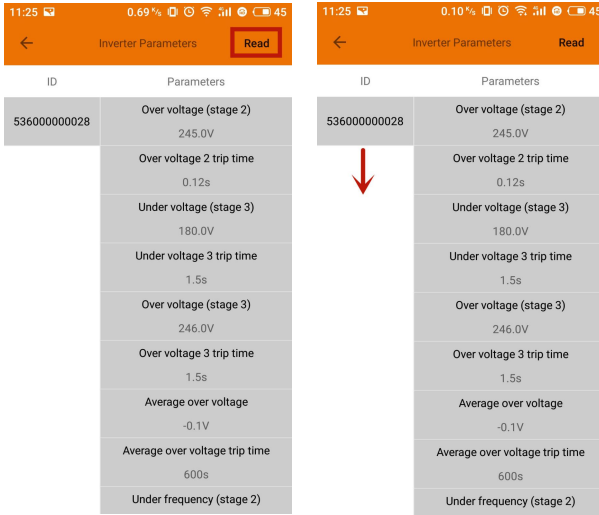 11:25 0.69 K/s 45
Inverter Parameters Read
ID Parameters
536000000028
Over voltage (stage 2)
245.0V
Over voltage 2 trip time
0.12s
Under voltage (stage 3)
180.0V
Under voltage 3 trip time
1.5s
Over voltage (stage 3)
246.0V
Over voltage 3 trip time
1.5s
Average over voltage
-0.1V
Average over voltage trip time
600s
Under frequency (stage 2)
11:25 0.10 K/s 45
Inverter Parameters Read
ID Parameters
536000000028
Over voltage (stage 2)
245.0V
Over voltage 2 trip time
0.12s
Under voltage (stage 3)
180.0V
Under voltage 3 trip time
1.5s
Over voltage (stage 3)
246.0V
Over voltage 3 trip time
1.5s
Average over voltage
-0.1V
Average over voltage trip time
600s
Under frequency (stage 2)